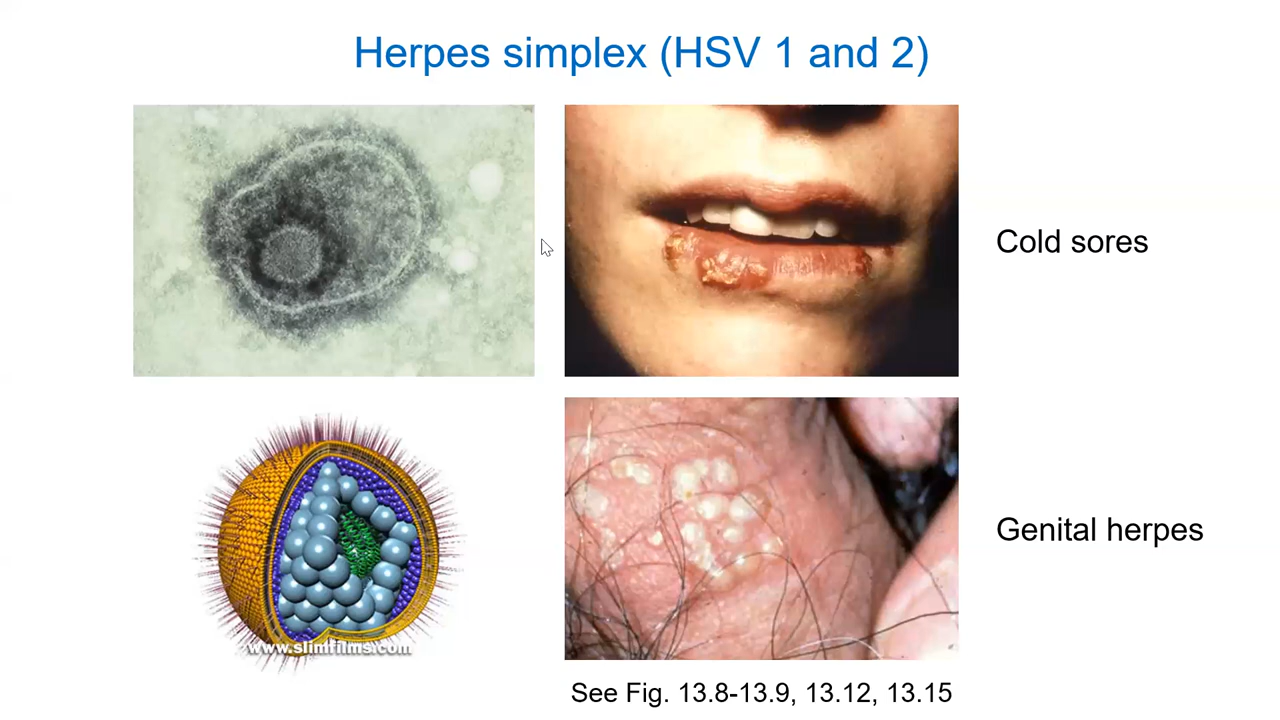 Herpes simplex (HSV 1 and 2)
Cold sores
www.slimfilms.com
Genital herpes
See Fig. 13.8-13.9, 13.12, 13.15